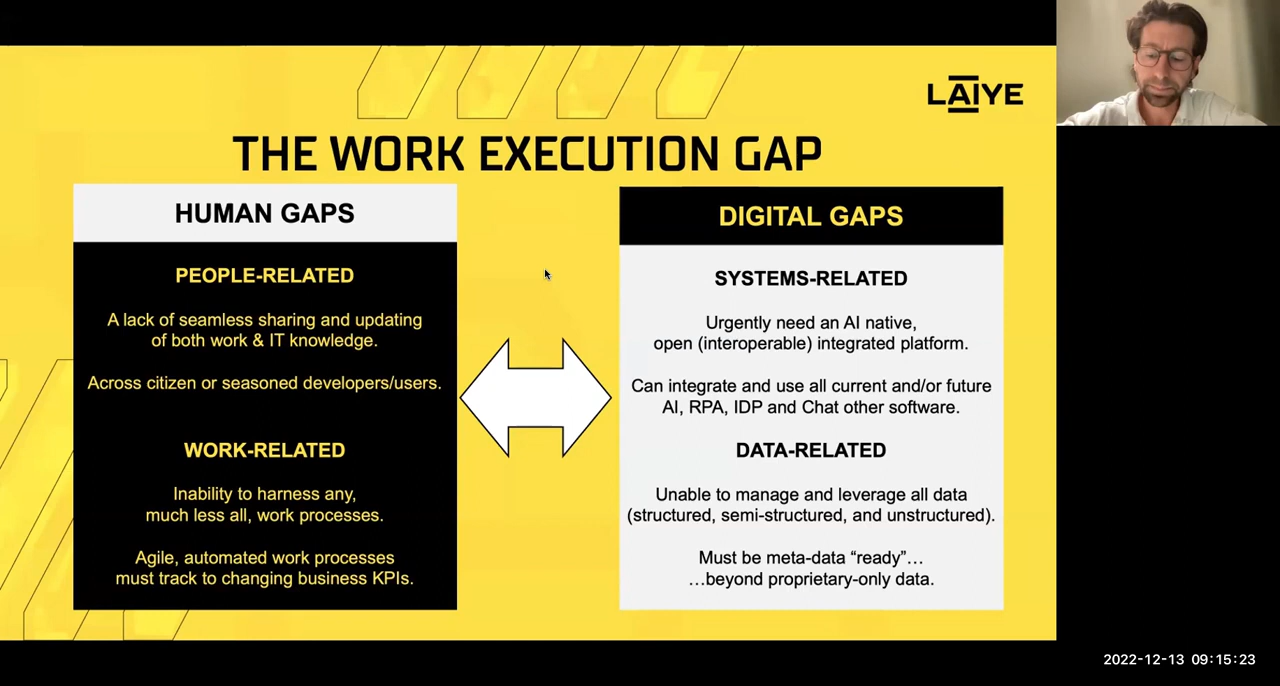 LAIYE
THE WORK EXECUTION GAP
HUMAN GAPS
PEOPLE-RELATED
A lack of seamless sharing and updating
of both work & IT knowledge.
Across citizen or seasoned developers/users.
WORK-RELATED
Inability to harness any,
much less all, work processes.
Agile, automated work processes
must track to changing business KPIs.
DIGITAL GAPS
SYSTEMS-RELATED
Urgently need an AI native,
open (interoperable) integrated platform.
Can integrate and use all current and/or future
AI, RPA, IDP and Chat other software.
DATA-RELATED
Unable to manage and leverage all data
(structured, semi-structured, and unstructured).
Must be meta-data “ready”…
…beyond proprietary-only data.
2022-12-13 09:15:23